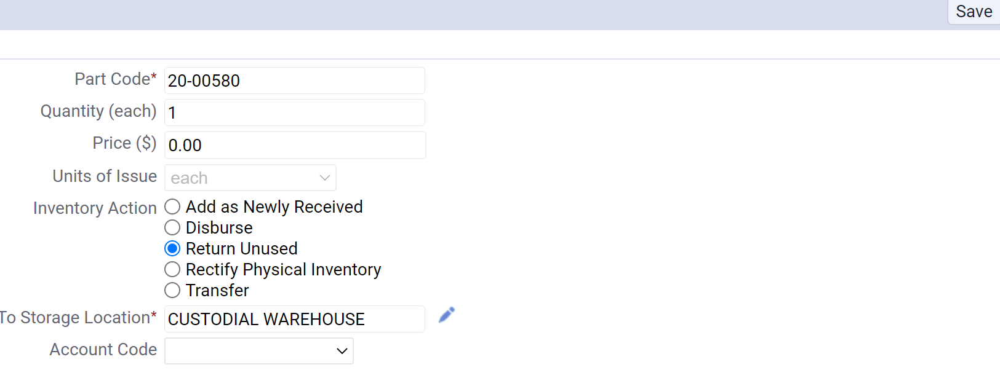 Save
Part Code* 20-00580
Quantity (each) 1
Price ($) 0.00
Units of Issue each
Inventory Action
Add as Newly Received
Disburse
Return Unused
Rectify Physical Inventory
Transfer
To Storage Location* CUSTODIAL WAREHOUSE
Account Code